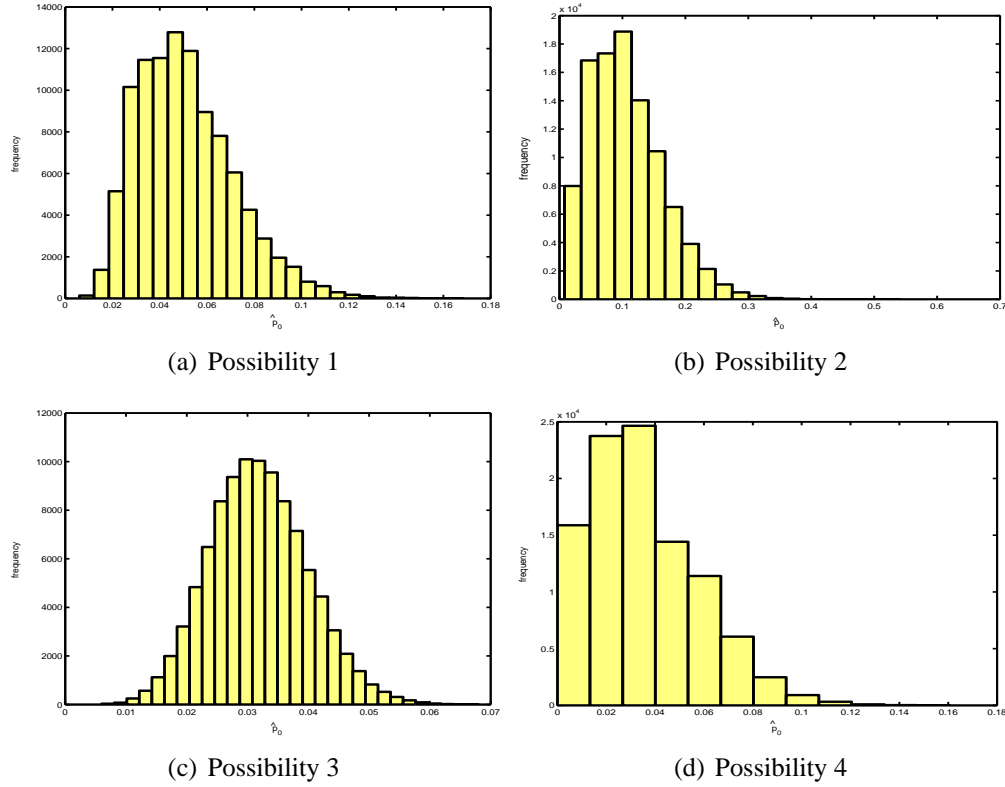 14000
12000
10000
8000
6000
4000
2000
0
frequency
0 0.02 0.04 0.06 0.08 0.1 0.12 0.14 0.16 0.18
p̂₀
(a) Possibility 1
x 10⁴
2
1.8
1.6
1.4
1.2
1
0.8
0.6
0.4
0.2
0
frequency
0 0.1 0.2 0.3 0.4 0.5 0.6 0.7
p̂₀
(b) Possibility 2
12000
10000
8000
6000
4000
2000
0
frequency
0 0.01 0.02 0.03 0.04 0.05 0.06 0.07
p̂₀
(c) Possibility 3
x 10⁴
2.5
2
1.5
1
0.5
0
frequency
0 0.02 0.04 0.06 0.08 0.1 0.12 0.14 0.16 0.18
p̂₀
(d) Possibility 4